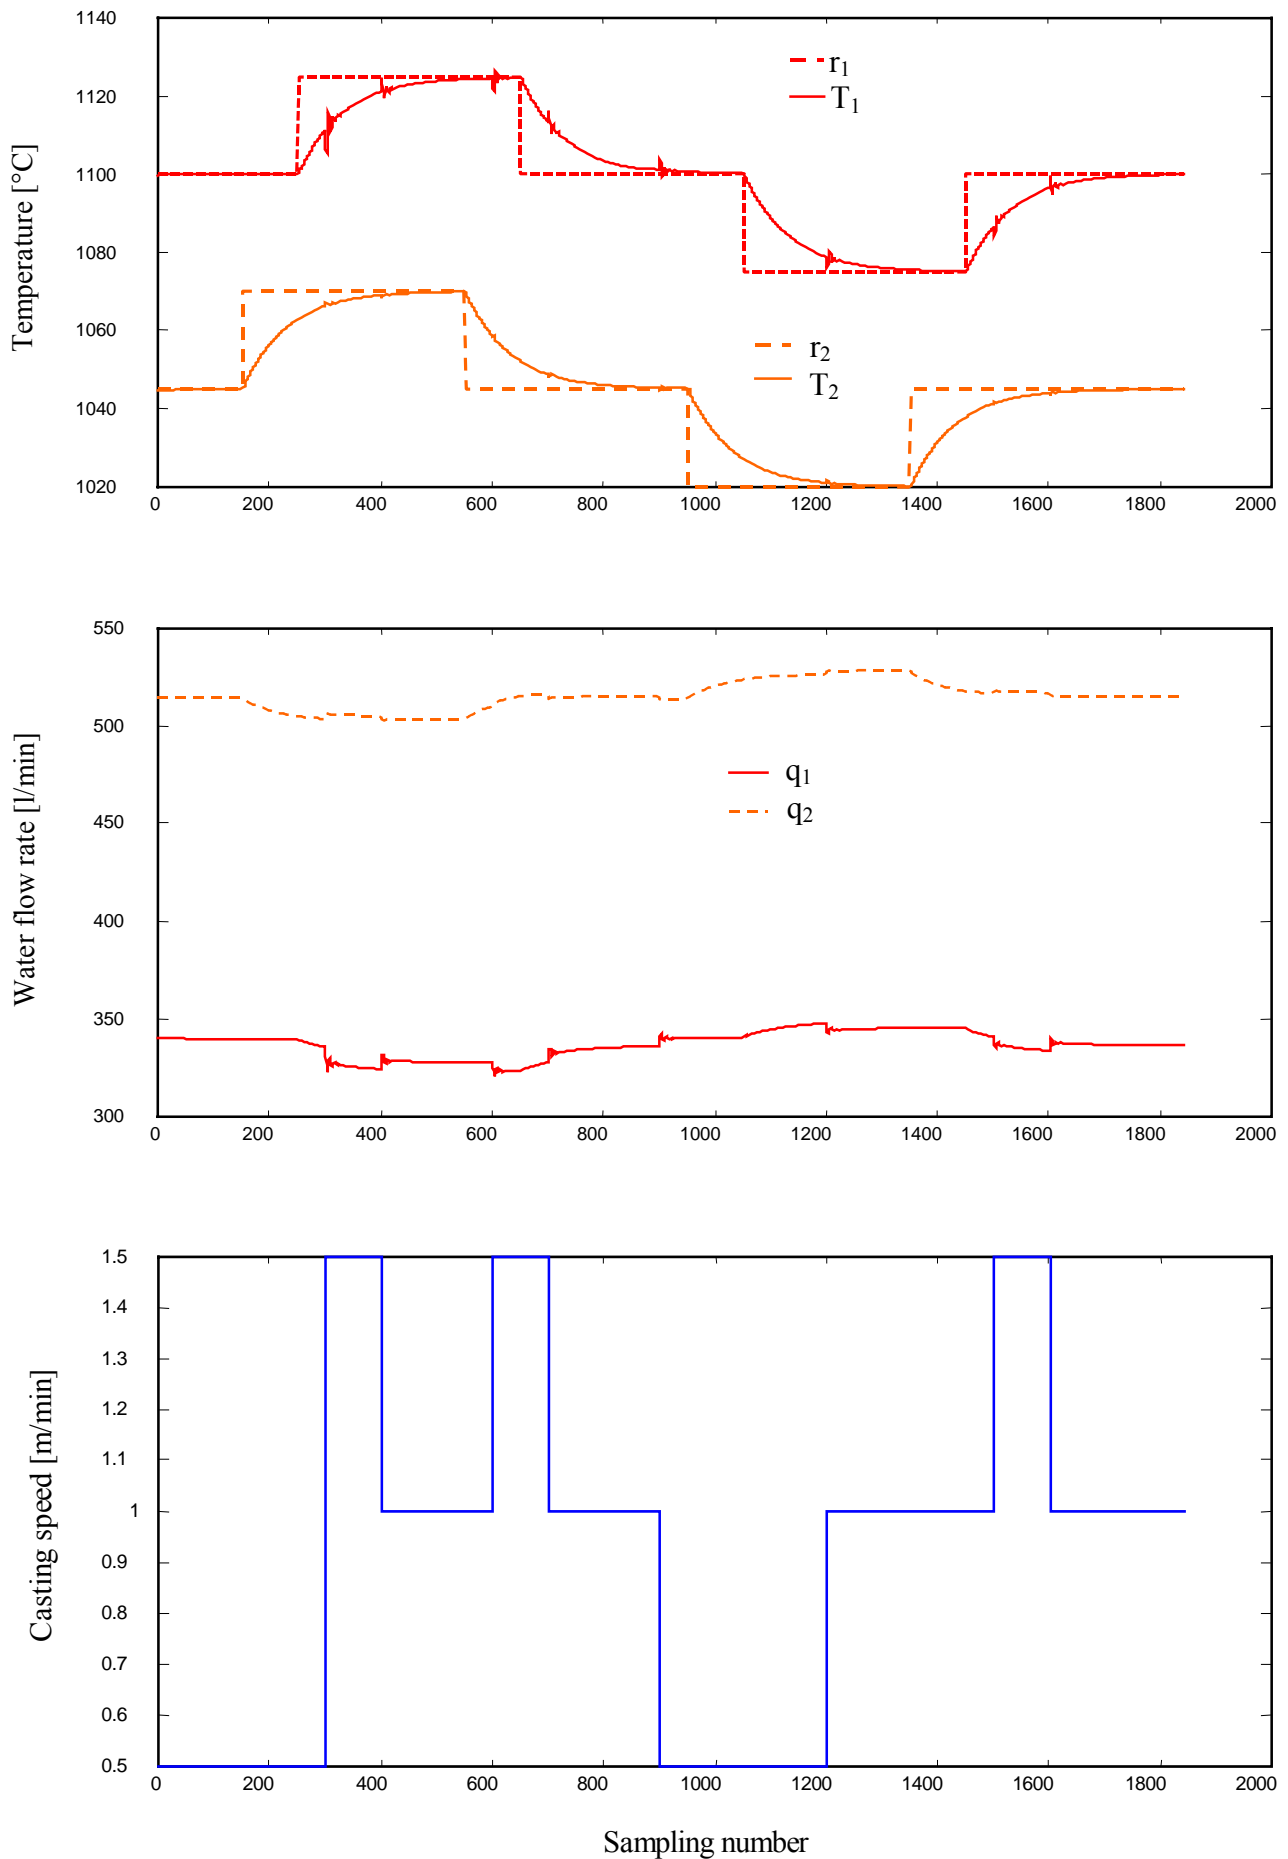 1140
1120
1100
1080
1060
1040
1020
Temperature [°C]
r1
T1
r2
T2
0 200 400 600 800 1000 1200 1400 1600 1800 2000
550
500
450
400
350
300
Water flow rate [l/min]
q1
q2
0 200 400 600 800 1000 1200 1400 1600 1800 2000
1.5
1.4
1.3
1.2
1.1
1
0.9
0.8
0.7
0.6
0.5
Casting speed [m/min]
0 200 400 600 800 1000 1200 1400 1600 1800 2000
Sampling number